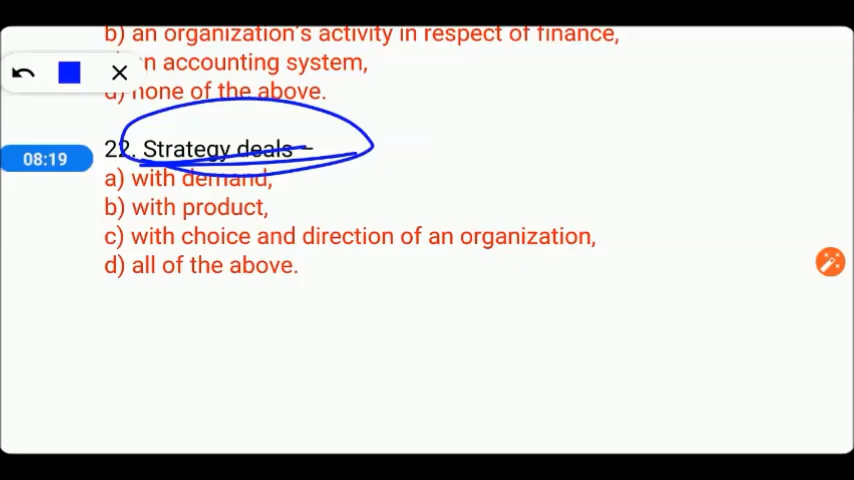 b) an organization's activity in respect of finance,
an accounting system,
d) none of the above.
22. Strategy deals –
08:19
a) with demand,
b) with product,
c) with choice and direction of an organization,
d) all of the above.